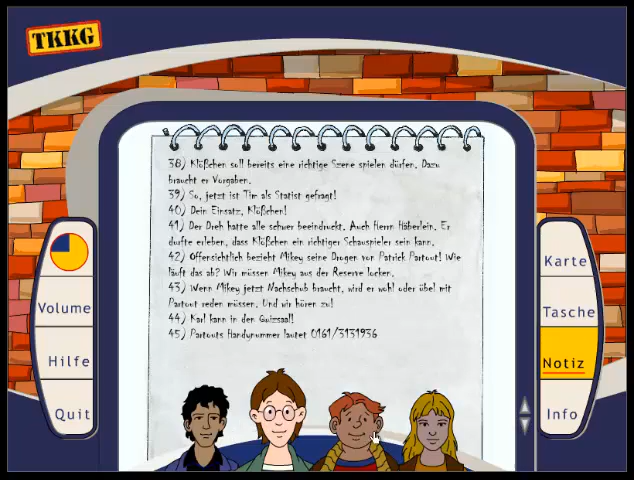 TKKG
38) Klößchen soll bereits eine richtige Szene spielen dürfen. Dazu
braucht er Vorgaben.
39) So, jetzt ist Tim als Statist gefragt!
40) Dein Einsatz, Klößchen!
41) Der Dreh hatte alle schwer beeindruckt. Auch Herrn Häberlein. Er
durfte erleben, dass Klößchen ein richtiger Schauspieler sein kann.
42) Offensichtlich bezieht Mikey seine Drogen von Patrick Partout! Wie
läuft das ab? Wir müssen Mikey aus der Reserve locken.
43) Wenn Mikey jetzt Nachschub braucht, wird er wohl oder übel mit
Partout reden müssen. Und wir hören zu!
44) Karl kann in den Quizsaal!
45) Partouts Handynummer lautet 0161/3131936
Volume
Hilfe
Quit
Karte
Tasche
Notiz
Info